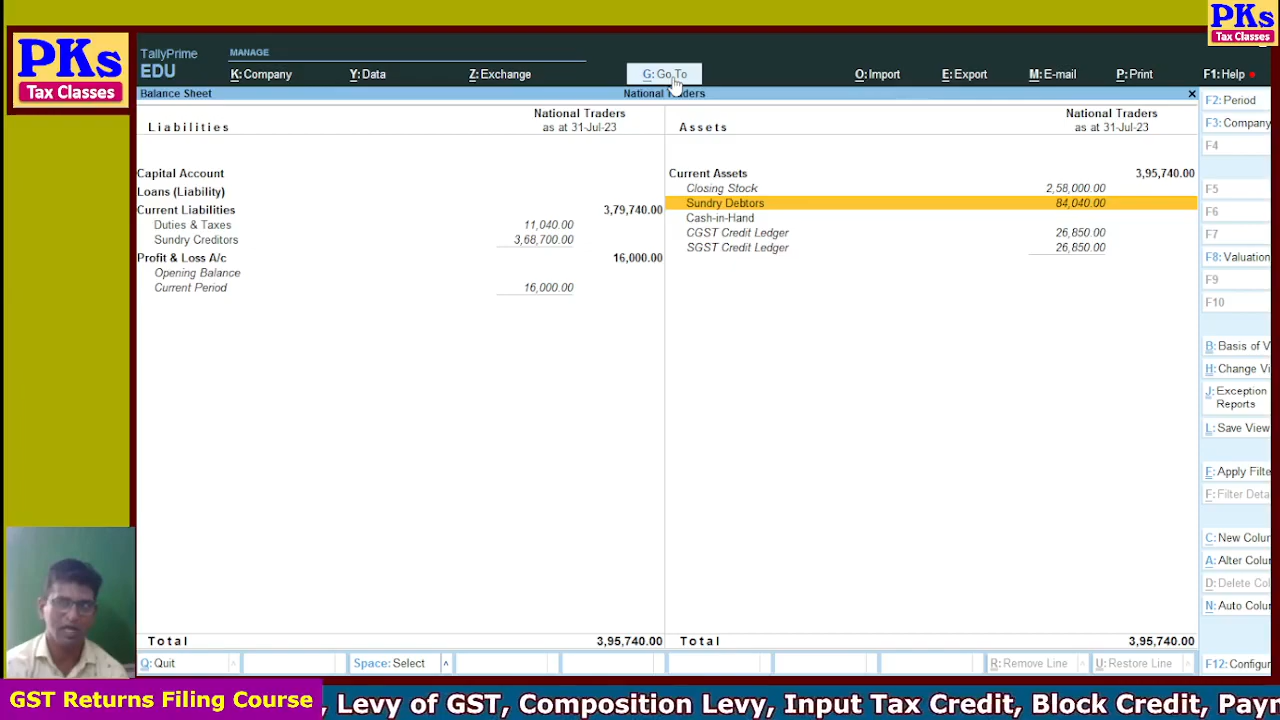 PKs
Tax Classes
PKs
Tax Classes
TallyPrime
EDU
MANAGE
K: Company
Y: Data
Z: Exchange
G: Go To
O: Import
E: Export
M: E-mail
P: Print
F1: Help
Balance Sheet
National Traders
×
Liabilities
National Traders
as at 31-Jul-23
Assets
National Traders
as at 31-Jul-23
Capital Account
Loans (Liability)
Current Liabilities 3,79,740.00
Duties & Taxes 11,040.00
Sundry Creditors 3,68,700.00
Profit & Loss A/c 16,000.00
Opening Balance
Current Period 16,000.00
Current Assets 3,95,740.00
Closing Stock 2,58,000.00
Sundry Debtors 84,040.00
Cash-in-Hand
CGST Credit Ledger 26,850.00
SGST Credit Ledger 26,850.00
Total 3,95,740.00
Total 3,95,740.00
F2: Period
F3: Company
F4
F5
F6
F7
F8: Valuation
F9
F10
B: Basis of V
H: Change Vi
J: Exception
Reports
L: Save View
F: Apply Filte
F: Filter Deta
C: New Colu
A: Alter Colu
D: Delete Col
N: Auto Colu
F12: Configur
Q: Quit
Space: Select
R: Remove Line
U: Restore Line
GST Returns Filing Course
, Levy of GST, Composition Levy, Input Tax Credit, Block Credit, Payn